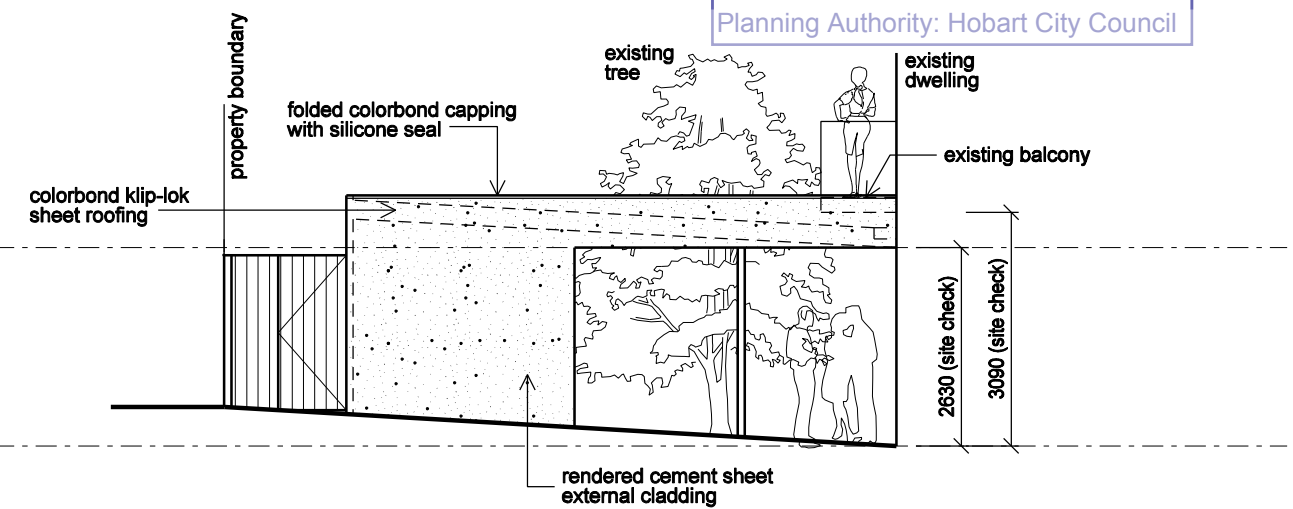 Planning Authority: Hobart City Council
property boundary
existing
tree
existing
dwelling
folded colorbond capping
with silicone seal
existing balcony
colorbond klip-lok
sheet roofing
2630 (site check)
3090 (site check)
rendered cement sheet
external cladding